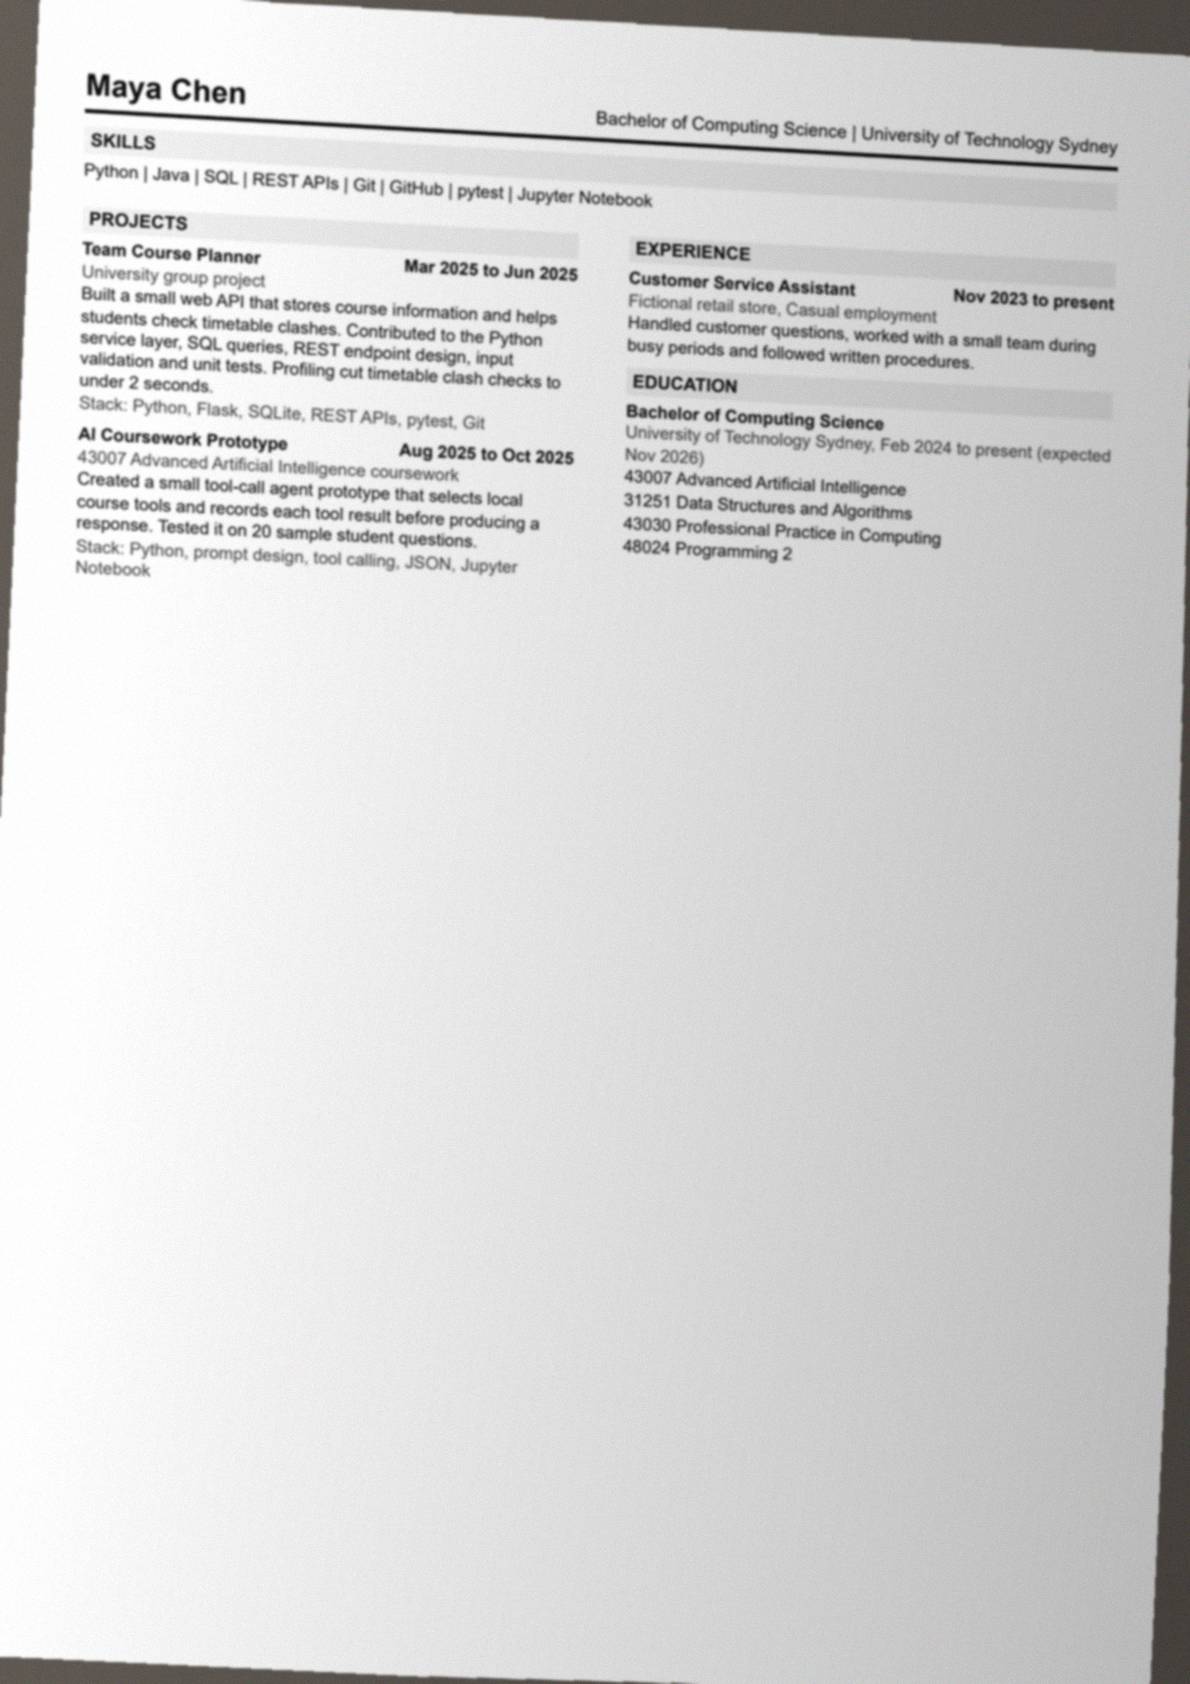 Maya Chen
Bachelor of Computing Science | University of Technology Sydney
SKILLS
Python | Java | SQL | REST APIs | Git | GitHub | pytest | Jupyter Notebook
PROJECTS
Team Course Planner Mar 2025 to Jun 2025
University group project
Built a small web API that stores course information and helps
students check timetable clashes. Contributed to the Python
service layer, SQL queries, REST endpoint design, input
validation and unit tests. Profiling cut timetable clash checks to
under 2 seconds.
Stack: Python, Flask, SQLite, REST APIs, pytest, Git
AI Coursework Prototype Aug 2025 to Oct 2025
43007 Advanced Artificial Intelligence coursework
Created a small tool-call agent prototype that selects local
course tools and records each tool result before producing a
response. Tested it on 20 sample student questions.
Stack: Python, prompt design, tool calling, JSON, Jupyter
Notebook
EXPERIENCE
Customer Service Assistant Nov 2023 to present
Fictional retail store, Casual employment
Handled customer questions, worked with a small team during
busy periods and followed written procedures.
EDUCATION
Bachelor of Computing Science
University of Technology Sydney, Feb 2024 to present (expected
Nov 2026)
43007 Advanced Artificial Intelligence
31251 Data Structures and Algorithms
43030 Professional Practice in Computing
48024 Programming 2